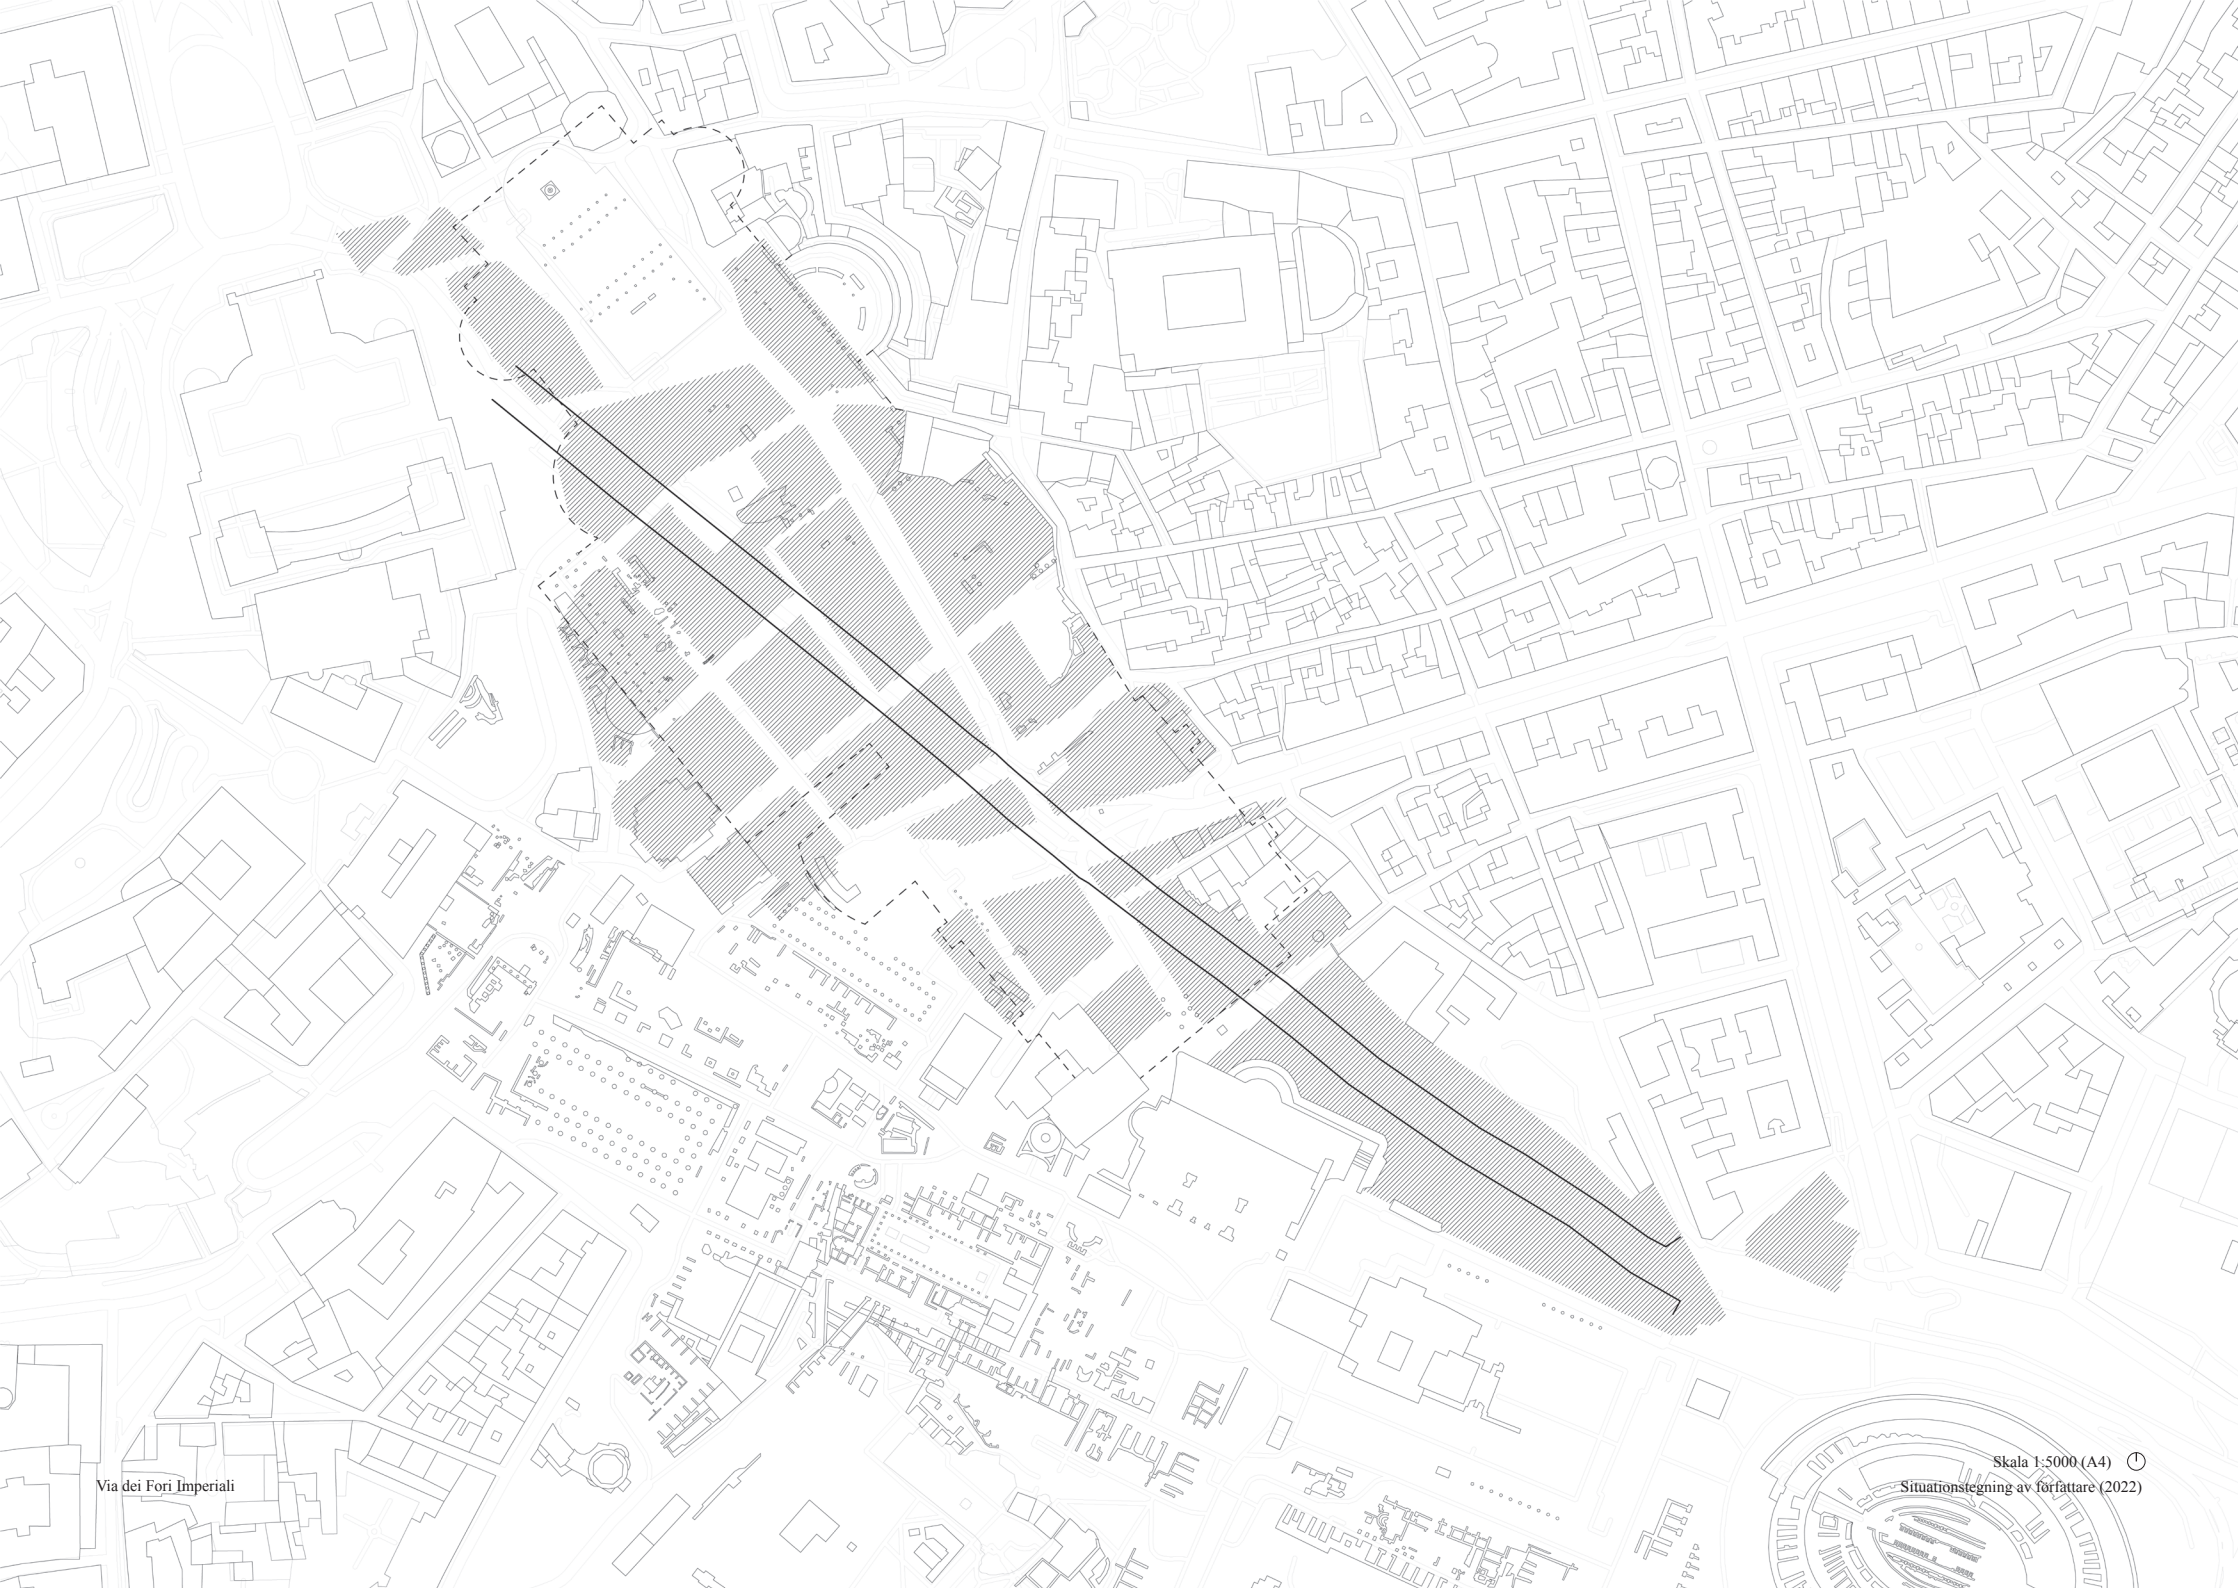 Skala 1:5000 (A4)
Via dei Fori Imperiali
Situationstegning av författare (2022)